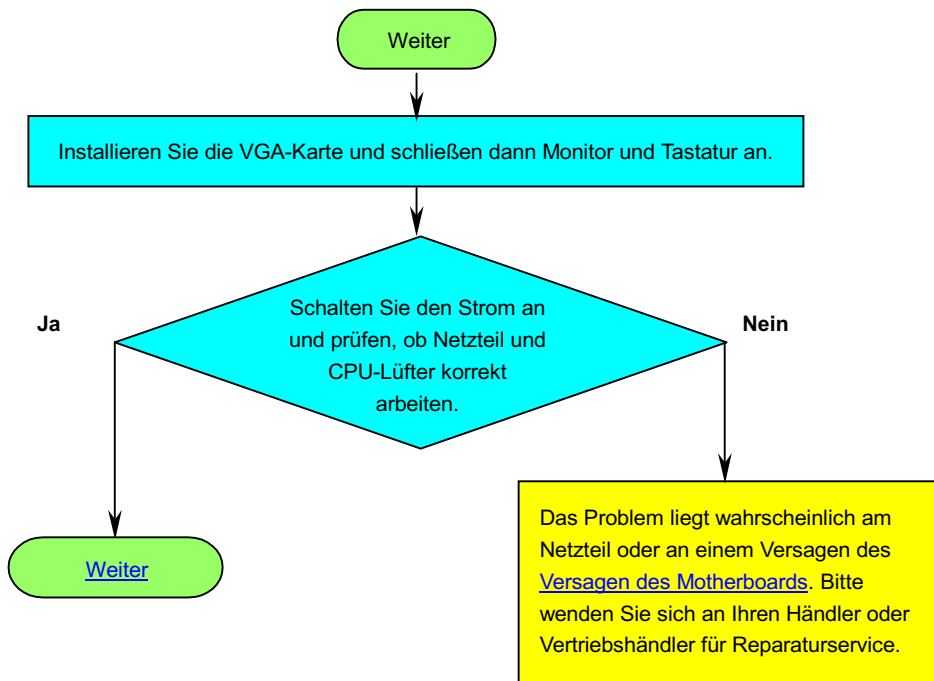 Weiter
Installieren Sie die VGA-Karte und schließen dann Monitor und Tastatur an.
Schalten Sie den Strom an
und prüfen, ob Netzteil und
CPU-Lüfter korrekt
arbeiten.
Ja
Nein
Weiter
Das Problem liegt wahrscheinlich am
Netzteil oder an einem Versagen des
Versagen des Motherboards. Bitte
wenden Sie sich an Ihren Händler oder
Vertriebshändler für Reparaturservice.